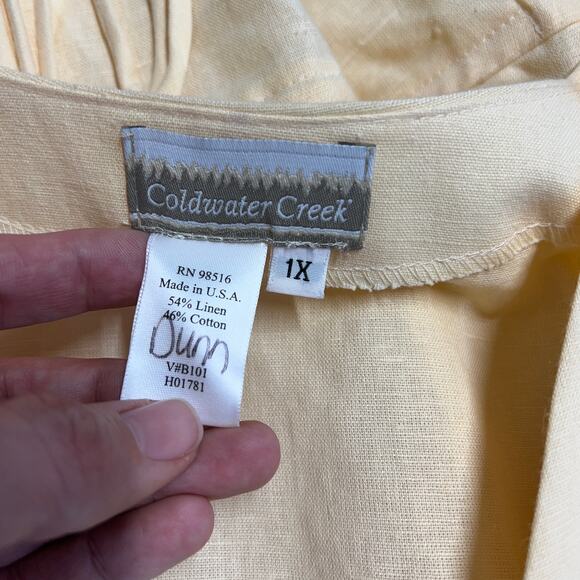 Coldwater Creek
1X
RN 98516
Made in U.S.A.
54% Linen
46% Cotton
Dunn
V#B101
H01781